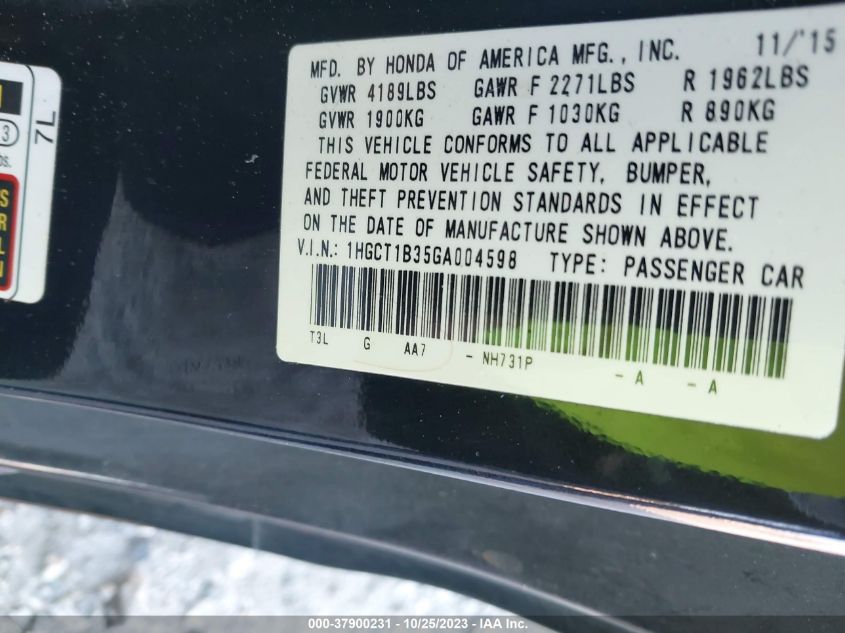 MFD. BY HONDA OF AMERICA MFG., INC. 11/'15
GVWR 4189LBS GAWR F 2271LBS R 1962LBS
GVWR 1900KG GAWR F 1030KG R 890KG
THIS VEHICLE CONFORMS TO ALL APPLICABLE
FEDERAL MOTOR VEHICLE SAFETY, BUMPER,
AND THEFT PREVENTION STANDARDS IN EFFECT
ON THE DATE OF MANUFACTURE SHOWN ABOVE.
V.I.N.: 1HGCT1B35GA004598 TYPE: PASSENGER CAR
T3L G AA7 - NH731P - A - A
7L
3
000-37900231 - 10/25/2023 - IAA Inc.